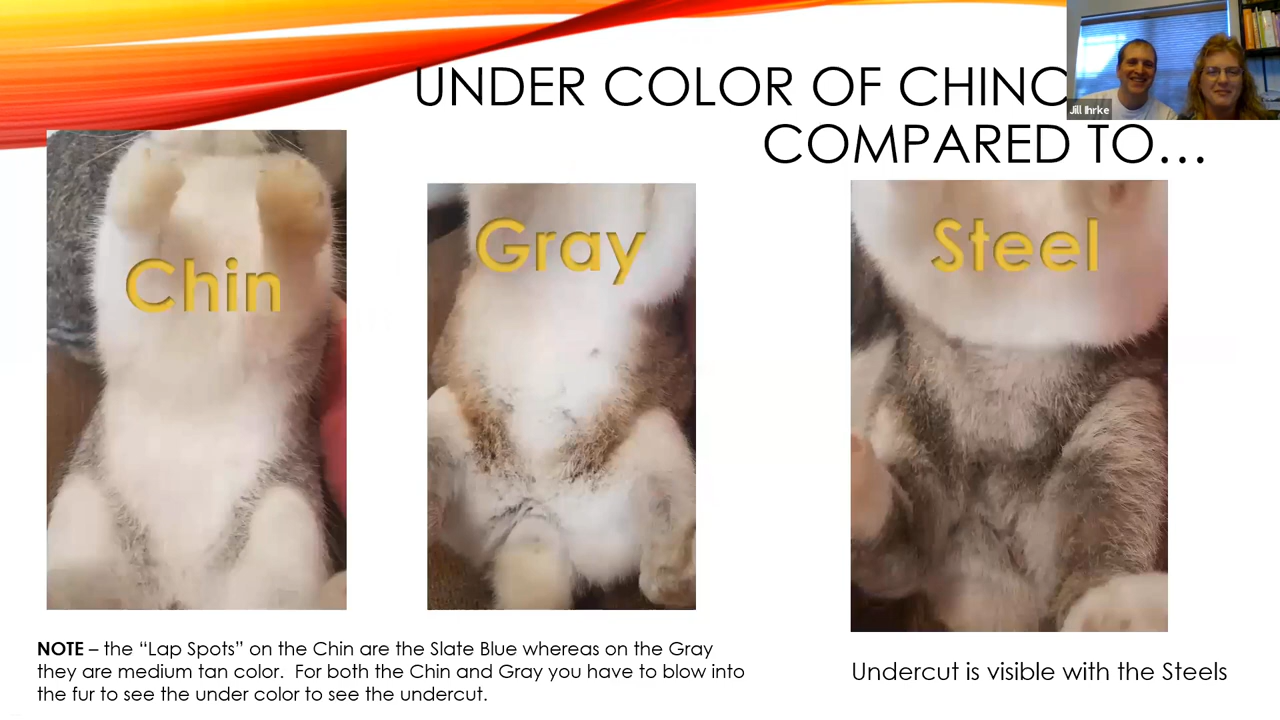 UNDER COLOR OF CHINC
COMPARED TO…
Jill Ihrke
Chin
Gray
Steel
NOTE – the “Lap Spots” on the Chin are the Slate Blue whereas on the Gray
they are medium tan color. For both the Chin and Gray you have to blow into
the fur to see the under color to see the undercut.
Undercut is visible with the Steels